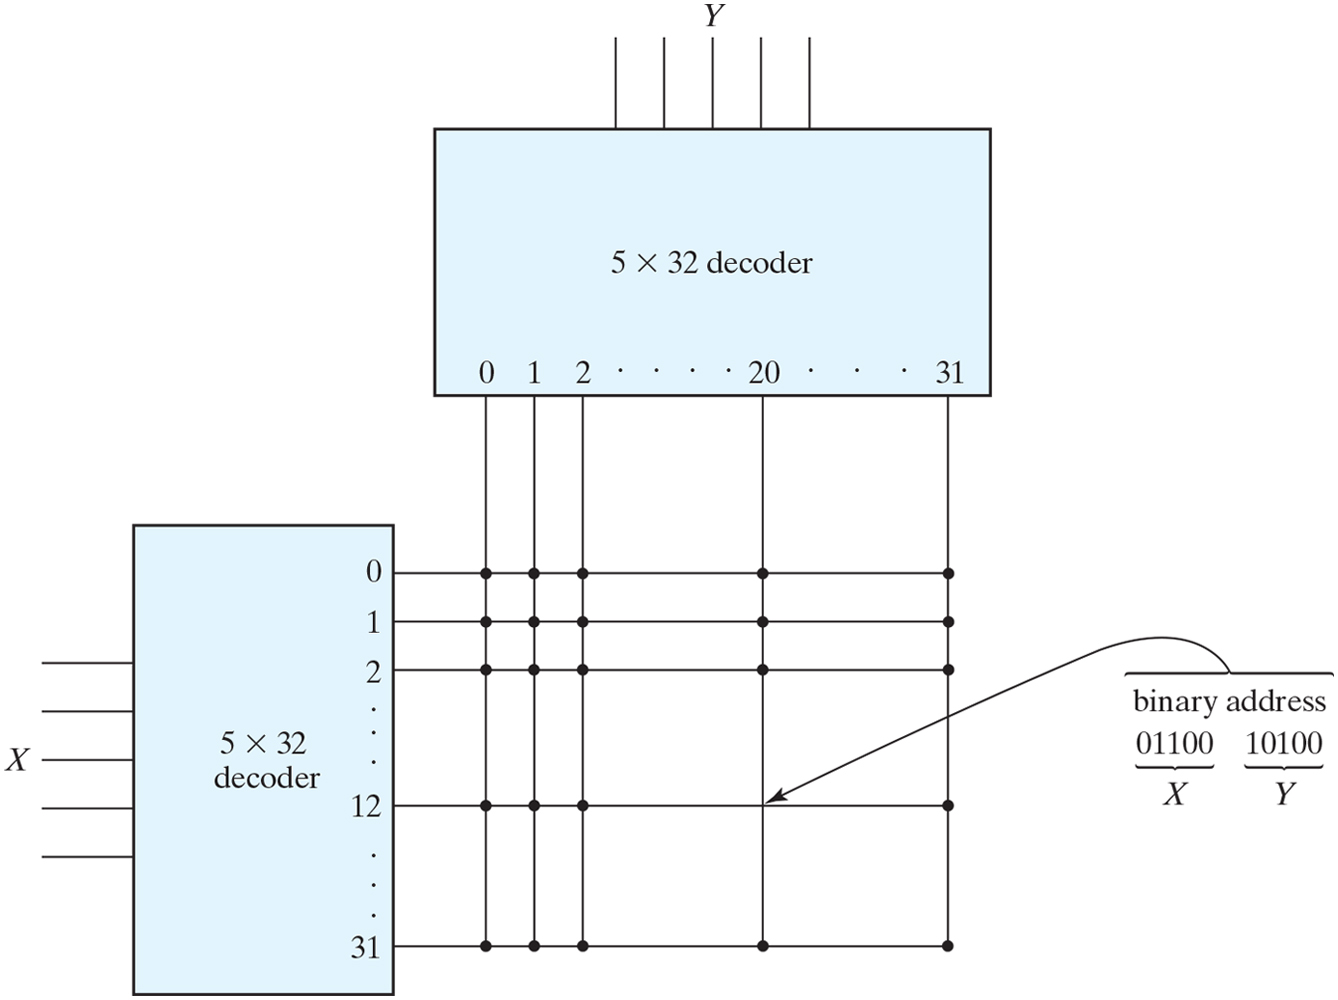 Y
5 × 32 decoder
0 1 2 · · · · 20 · · · 31
0
1
2
·
·
·
12
·
·
·
31
X
5 × 32
decoder
binary address
01100 10100
X Y